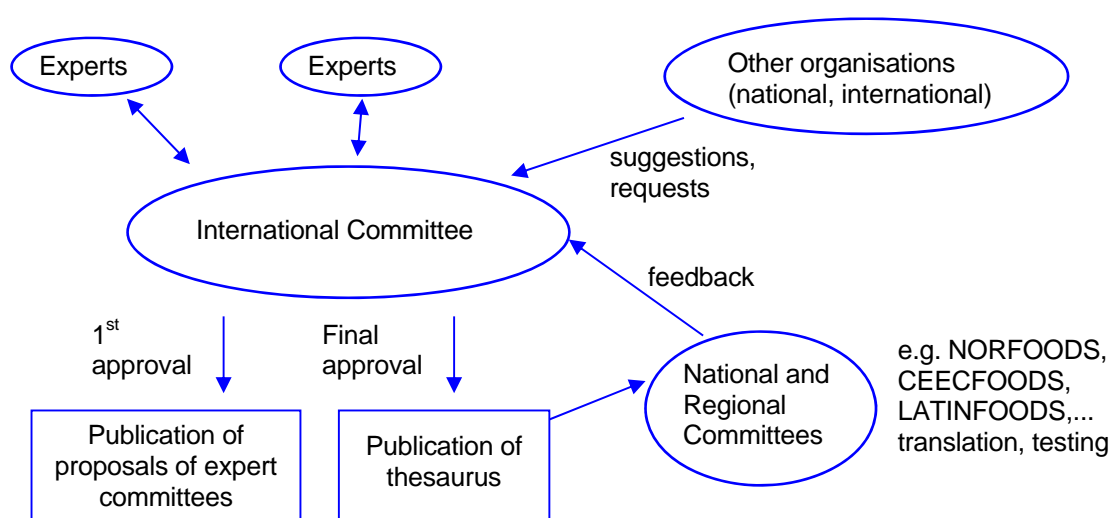 Experts
Experts
Other organisations
(national, international)
suggestions,
requests
International Committee
feedback
1st
approval
Final
approval
e.g. NORFOODS,
CEECFOODS,
LATINFOODS,...
translation, testing
National and
Regional
Committees
Publication of
proposals of expert
committees
Publication of
thesaurus